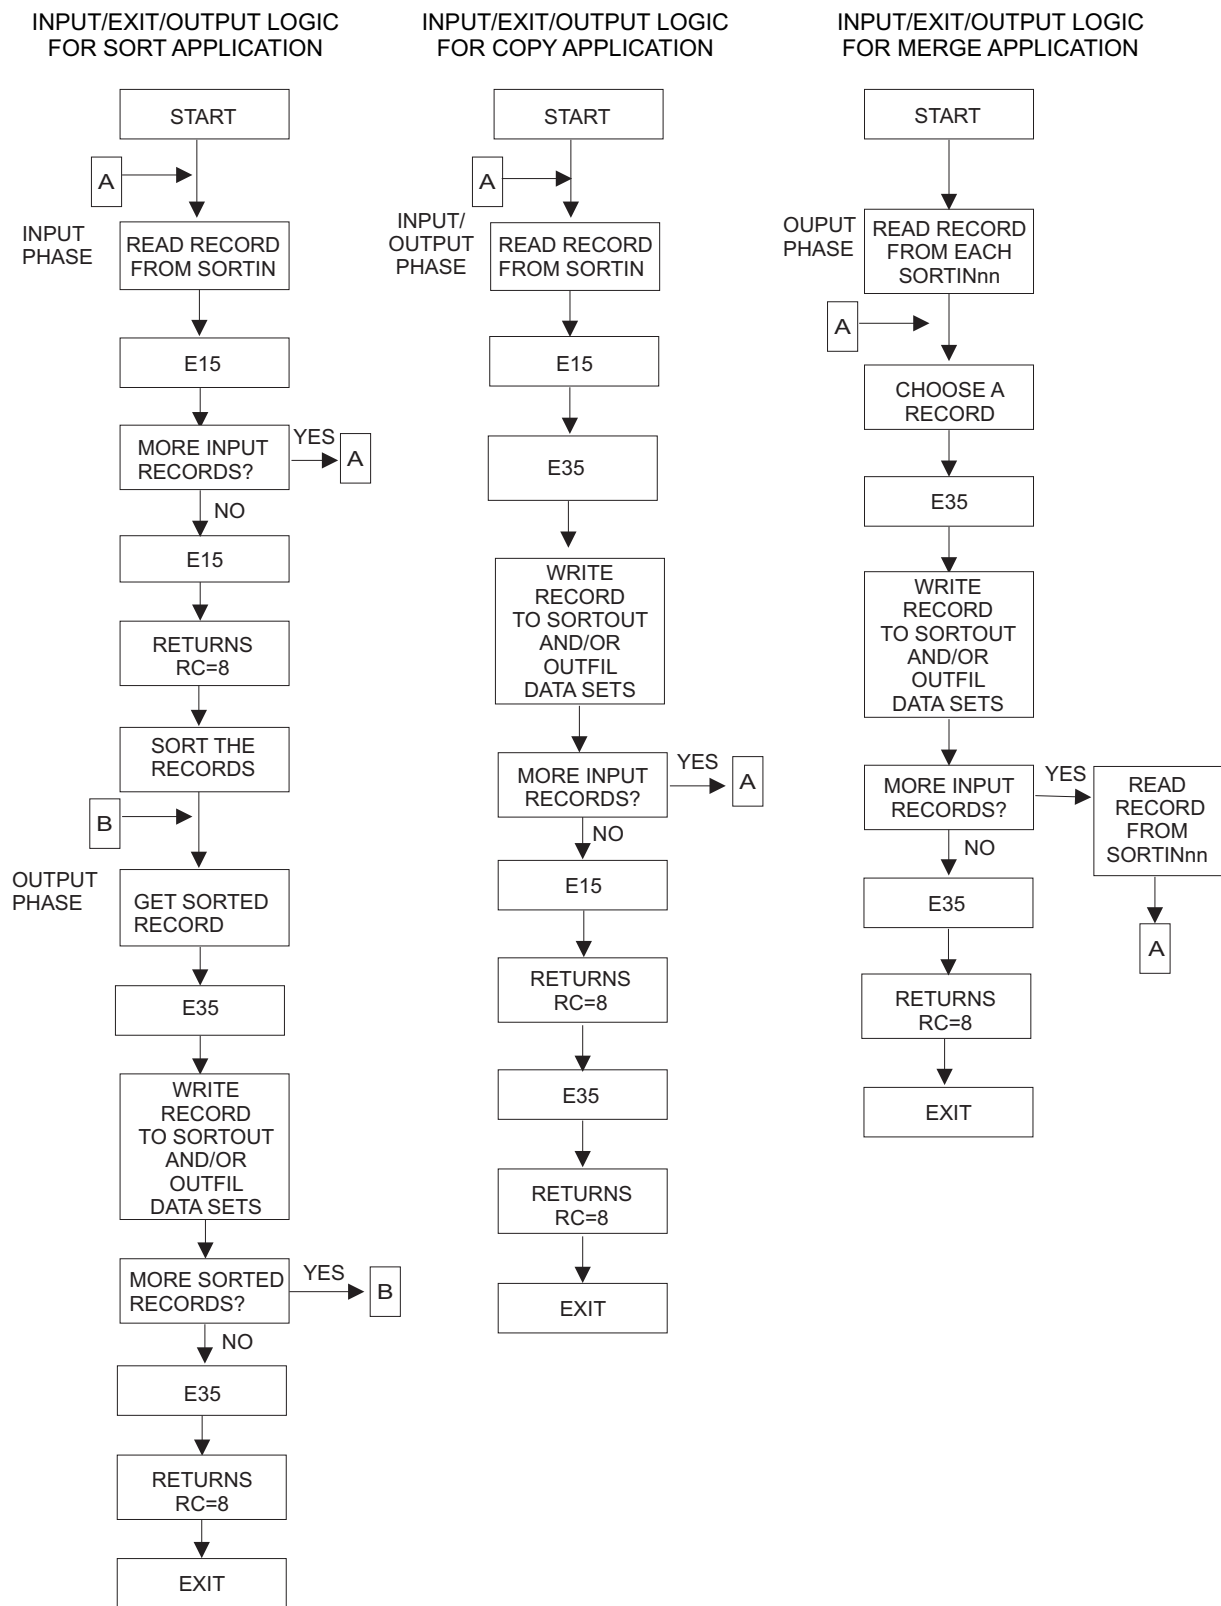 INPUT/EXIT/OUTPUT LOGIC
FOR SORT APPLICATION
START
A
INPUT
PHASE
READ RECORD
FROM SORTIN
E15
MORE INPUT
RECORDS?
YES
A
NO
E15
RETURNS
RC=8
SORT THE
RECORDS
B
OUTPUT
PHASE
GET SORTED
RECORD
E35
WRITE
RECORD
TO SORTOUT
AND/OR
OUTFIL
DATA SETS
MORE SORTED
RECORDS?
YES
B
NO
E35
RETURNS
RC=8
EXIT
INPUT/EXIT/OUTPUT LOGIC
FOR COPY APPLICATION
START
A
INPUT/
OUTPUT
PHASE
READ RECORD
FROM SORTIN
E15
E35
WRITE
RECORD
TO SORTOUT
AND/OR
OUTFIL
DATA SETS
MORE INPUT
RECORDS?
YES
A
NO
E15
RETURNS
RC=8
E35
RETURNS
RC=8
EXIT
INPUT/EXIT/OUTPUT LOGIC
FOR MERGE APPLICATION
START
OUPUT
PHASE
READ RECORD
FROM EACH
SORTINnn
A
CHOOSE A
RECORD
E35
WRITE
RECORD
TO SORTOUT
AND/OR
OUTFIL
DATA SETS
MORE INPUT
RECORDS?
YES
READ
RECORD
FROM
SORTINnn
A
NO
E35
RETURNS
RC=8
EXIT